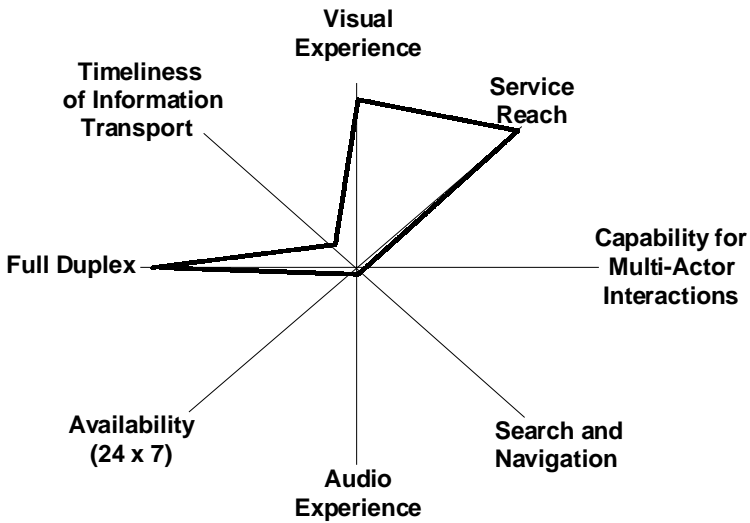 Visual
Experience
Timeliness
of Information
Transport
Service
Reach
Full Duplex
Capability for
Multi-Actor
Interactions
Availability
(24 x 7)
Search and
Navigation
Audio
Experience